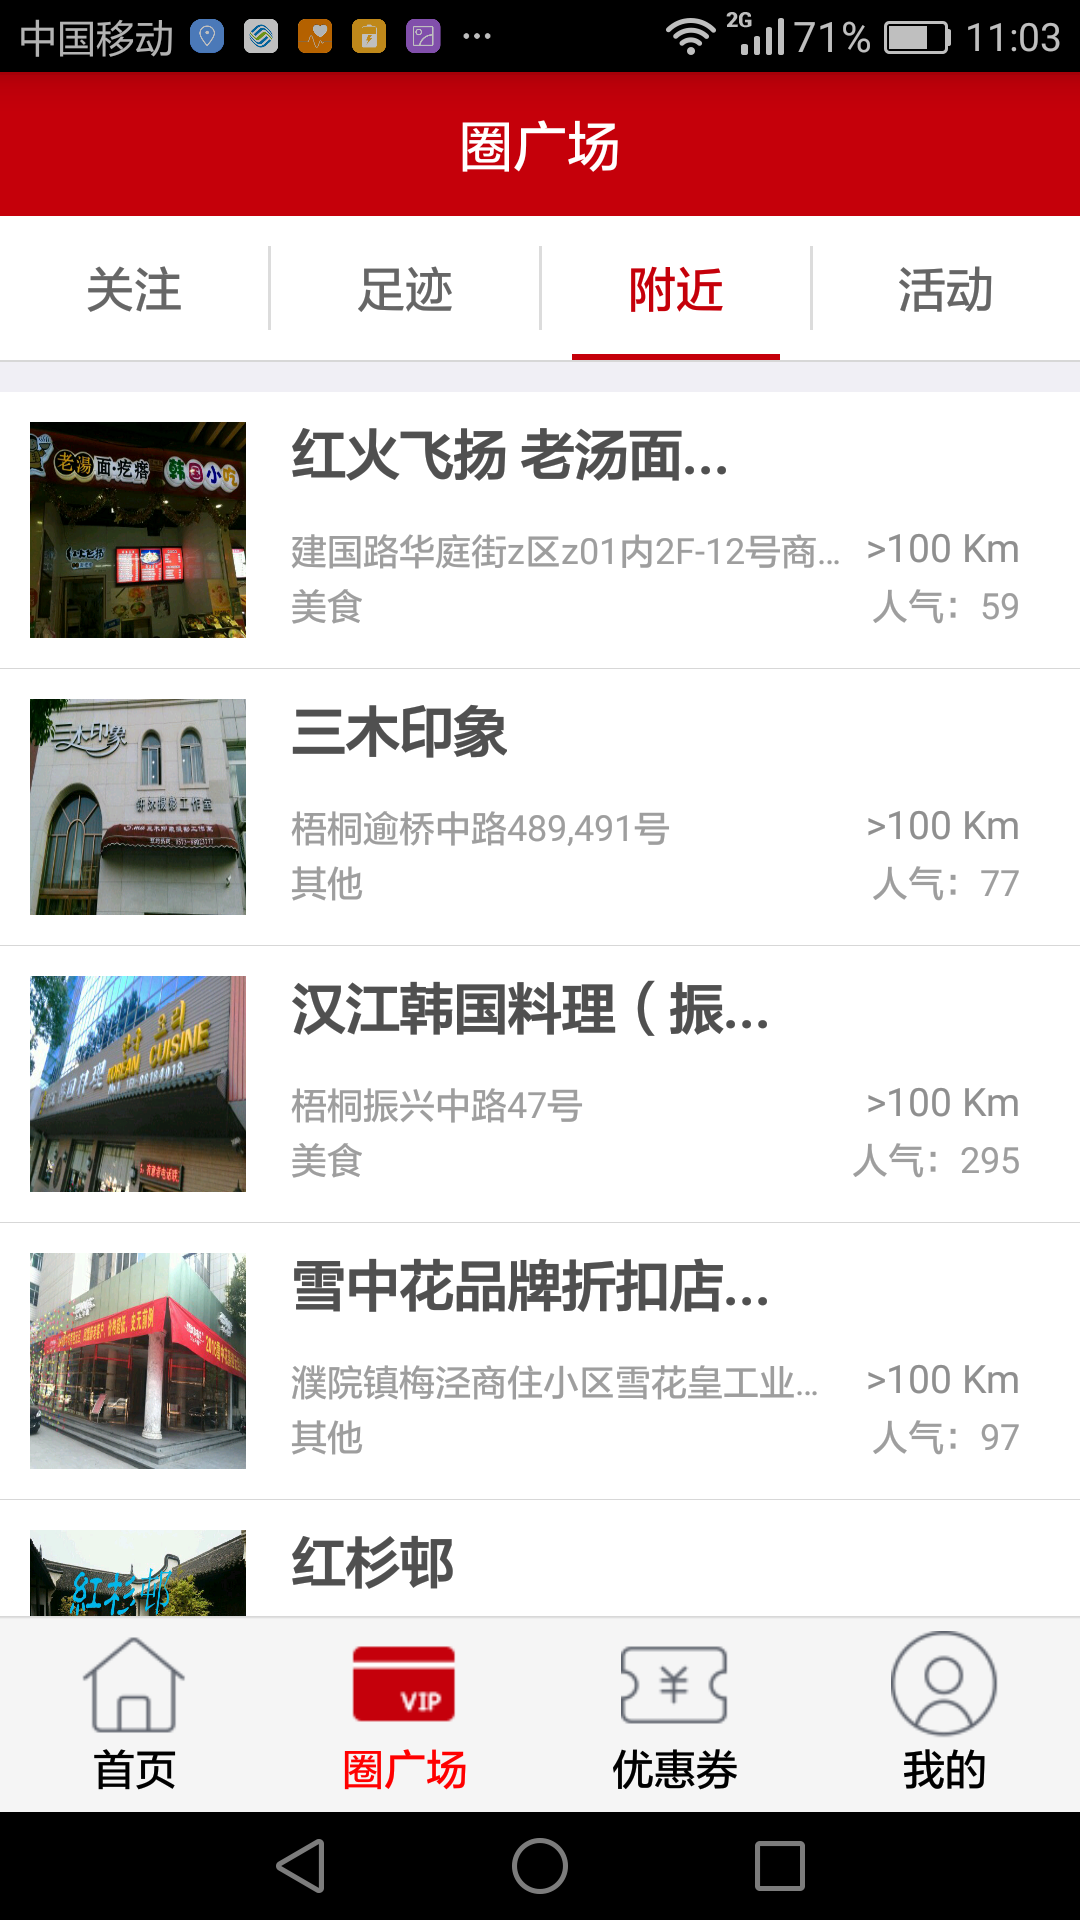 中国移动
2G
71%
11:03
圈广场
关注 足迹 附近 活动
老湯面·疙瘩 韩国小吃
红火飞扬 老汤面...
建国路华庭街z区z01内2F-12号商...
>100 Km
美食
人气：59
三木印象
三木印象
梧桐逾桥中路489,491号
>100 Km
其他
人气：77
KOREAN CUISINE
汉江韩国料理（振...
梧桐振兴中路47号
>100 Km
美食
人气：295
雪中花品牌折扣店...
濮院镇梅泾商住小区雪花皇工业...
>100 Km
其他
人气：97
紅杉邨
红杉邨
VIP
¥
首页 圈广场 优惠券 我的